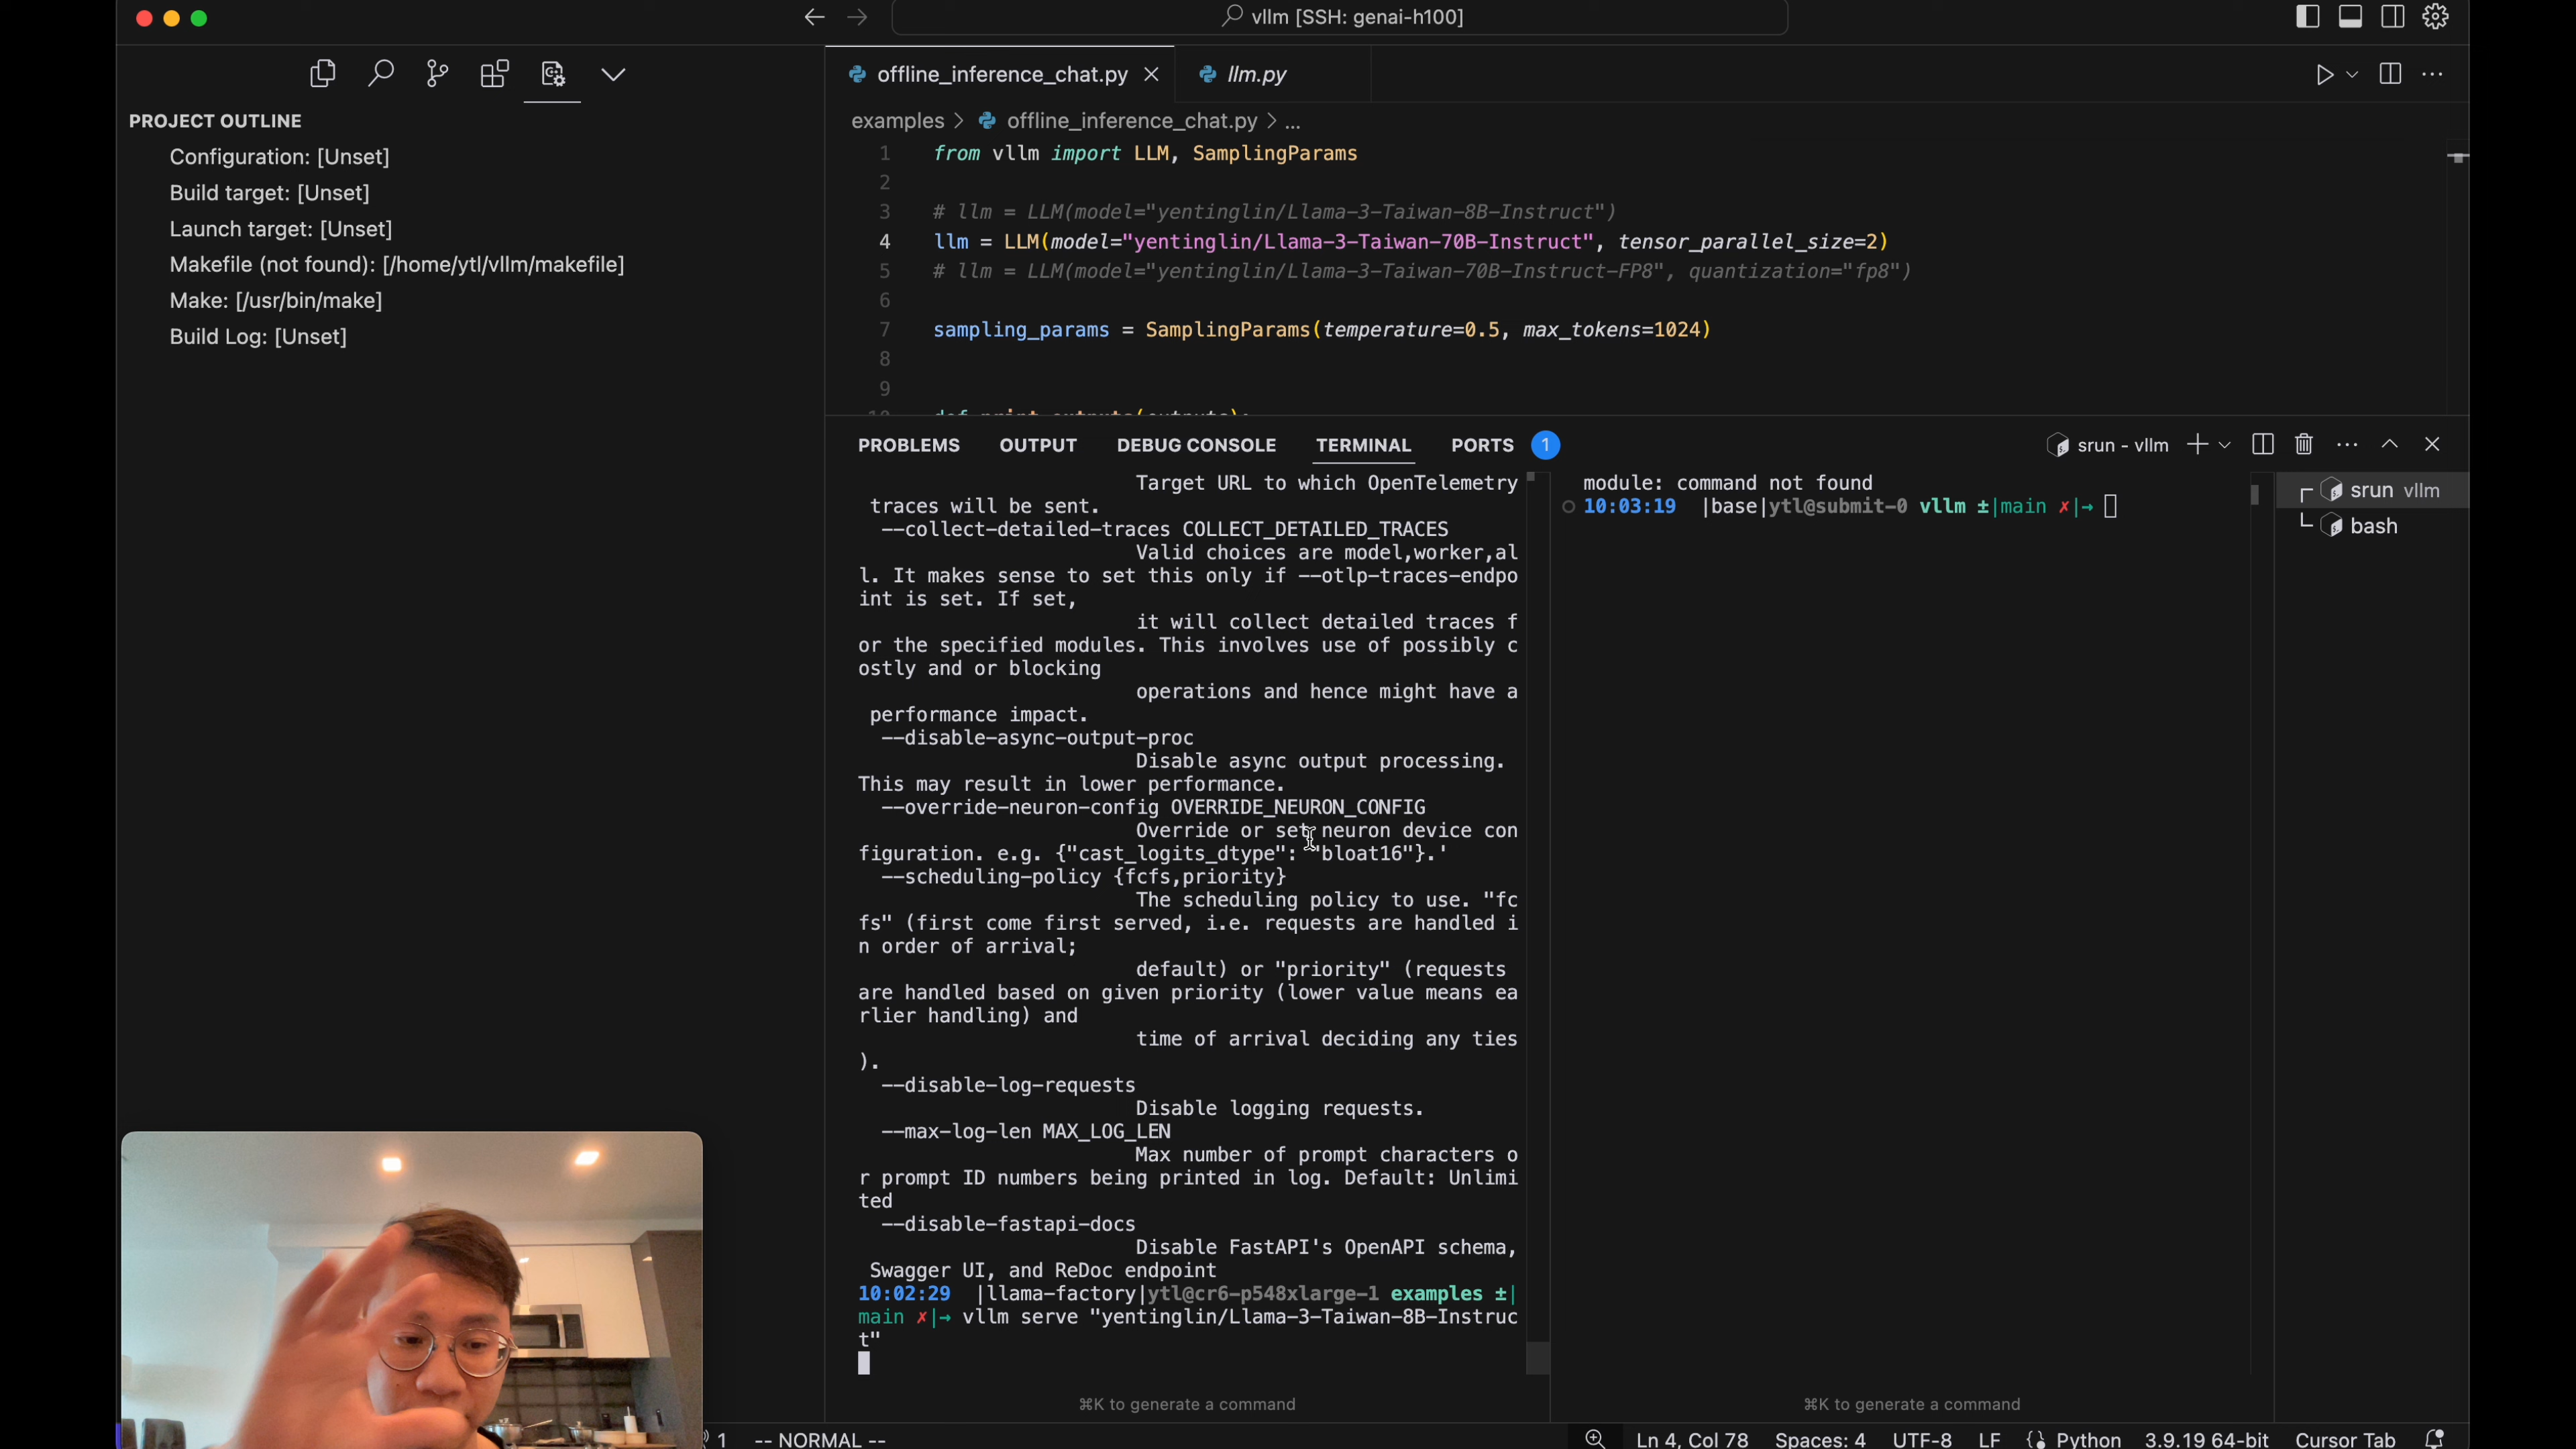 vllm [SSH: genai-h100]
PROJECT OUTLINE
Configuration: [Unset]
Build target: [Unset]
Launch target: [Unset]
Makefile (not found): [/home/ytl/vllm/makefile]
Make: [/usr/bin/make]
Build Log: [Unset]
offline_inference_chat.py
llm.py
examples > offline_inference_chat.py > ...
1 from vllm import LLM, SamplingParams
2
3 # llm = LLM(model="yentinglin/Llama-3-Taiwan-8B-Instruct")
4 llm = LLM(model="yentinglin/Llama-3-Taiwan-70B-Instruct", tensor_parallel_size=2)
5 # llm = LLM(model="yentinglin/Llama-3-Taiwan-70B-Instruct-FP8", quantization="fp8")
6
7 sampling_params = SamplingParams(temperature=0.5, max_tokens=1024)
8
9
10 def print_outputs(outputs):
PROBLEMS OUTPUT DEBUG CONSOLE TERMINAL PORTS 1
srun - vllm
Target URL to which OpenTelemetry
traces will be sent.
--collect-detailed-traces COLLECT_DETAILED_TRACES
Valid choices are model,worker,al
l. It makes sense to set this only if --otlp-traces-endpo
int is set. If set,
it will collect detailed traces f
or the specified modules. This involves use of possibly c
ostly and or blocking
operations and hence might have a
performance impact.
--disable-async-output-proc
Disable async output processing.
This may result in lower performance.
--override-neuron-config OVERRIDE_NEURON_CONFIG
Override or set neuron device con
figuration. e.g. {"cast_logits_dtype": "bloat16"}.'
--scheduling-policy {fcfs,priority}
The scheduling policy to use. "fc
fs" (first come first served, i.e. requests are handled i
n order of arrival;
default) or "priority" (requests
are handled based on given priority (lower value means ea
rlier handling) and
time of arrival deciding any ties
).
--disable-log-requests
Disable logging requests.
--max-log-len MAX_LOG_LEN
Max number of prompt characters o
r prompt ID numbers being printed in log. Default: Unlimi
ted
--disable-fastapi-docs
Disable FastAPI's OpenAPI schema,
Swagger UI, and ReDoc endpoint
10:02:29 |llama-factory|ytl@cr6-p548xlarge-1 examples ±|
main ✗|→ vllm serve "yentinglin/Llama-3-Taiwan-8B-Instruc
t"
⌘K to generate a command
module: command not found
10:03:19 |base|ytl@submit-0 vllm ±|main ✗|→
⌘K to generate a command
srun vllm
bash
1 -- NORMAL --
Ln 4, Col 78 Spaces: 4 UTF-8 LF Python 3.9.19 64-bit Cursor Tab